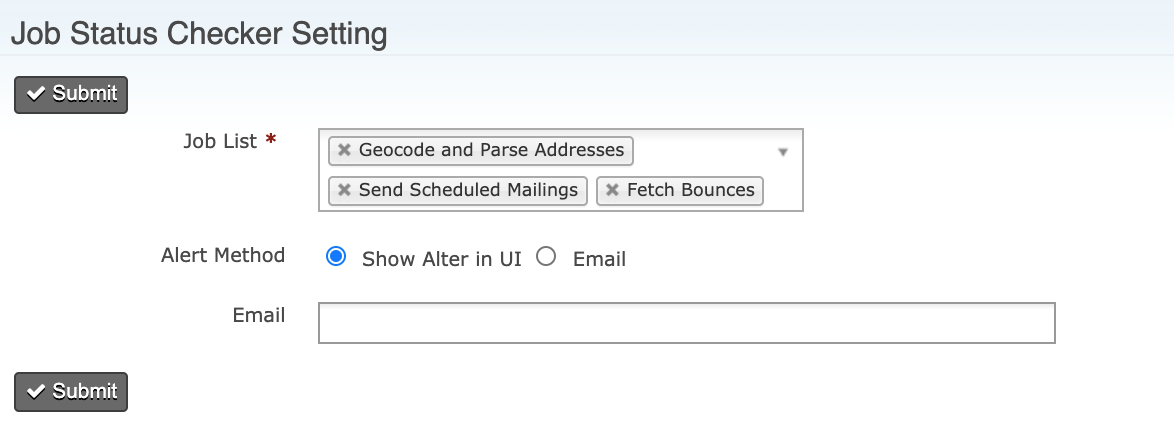 Job Status Checker Setting
Submit
Job List *
Geocode and Parse Addresses
Send Scheduled Mailings Fetch Bounces
Alert Method Show Alter in UI Email
Email
Submit